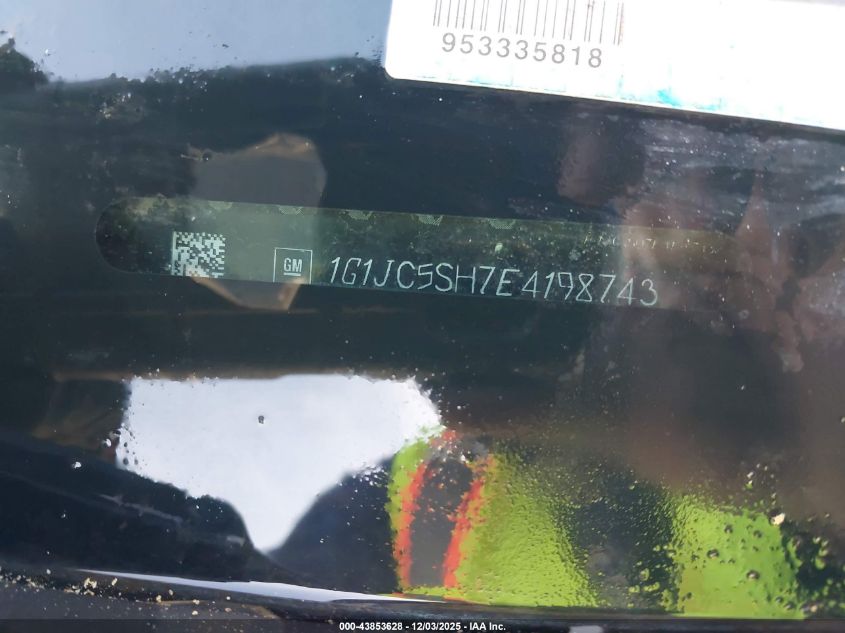 953335818
GM 1G1JC5SH7E4198743
000-43853628 - 12/03/2025 - IAA Inc.